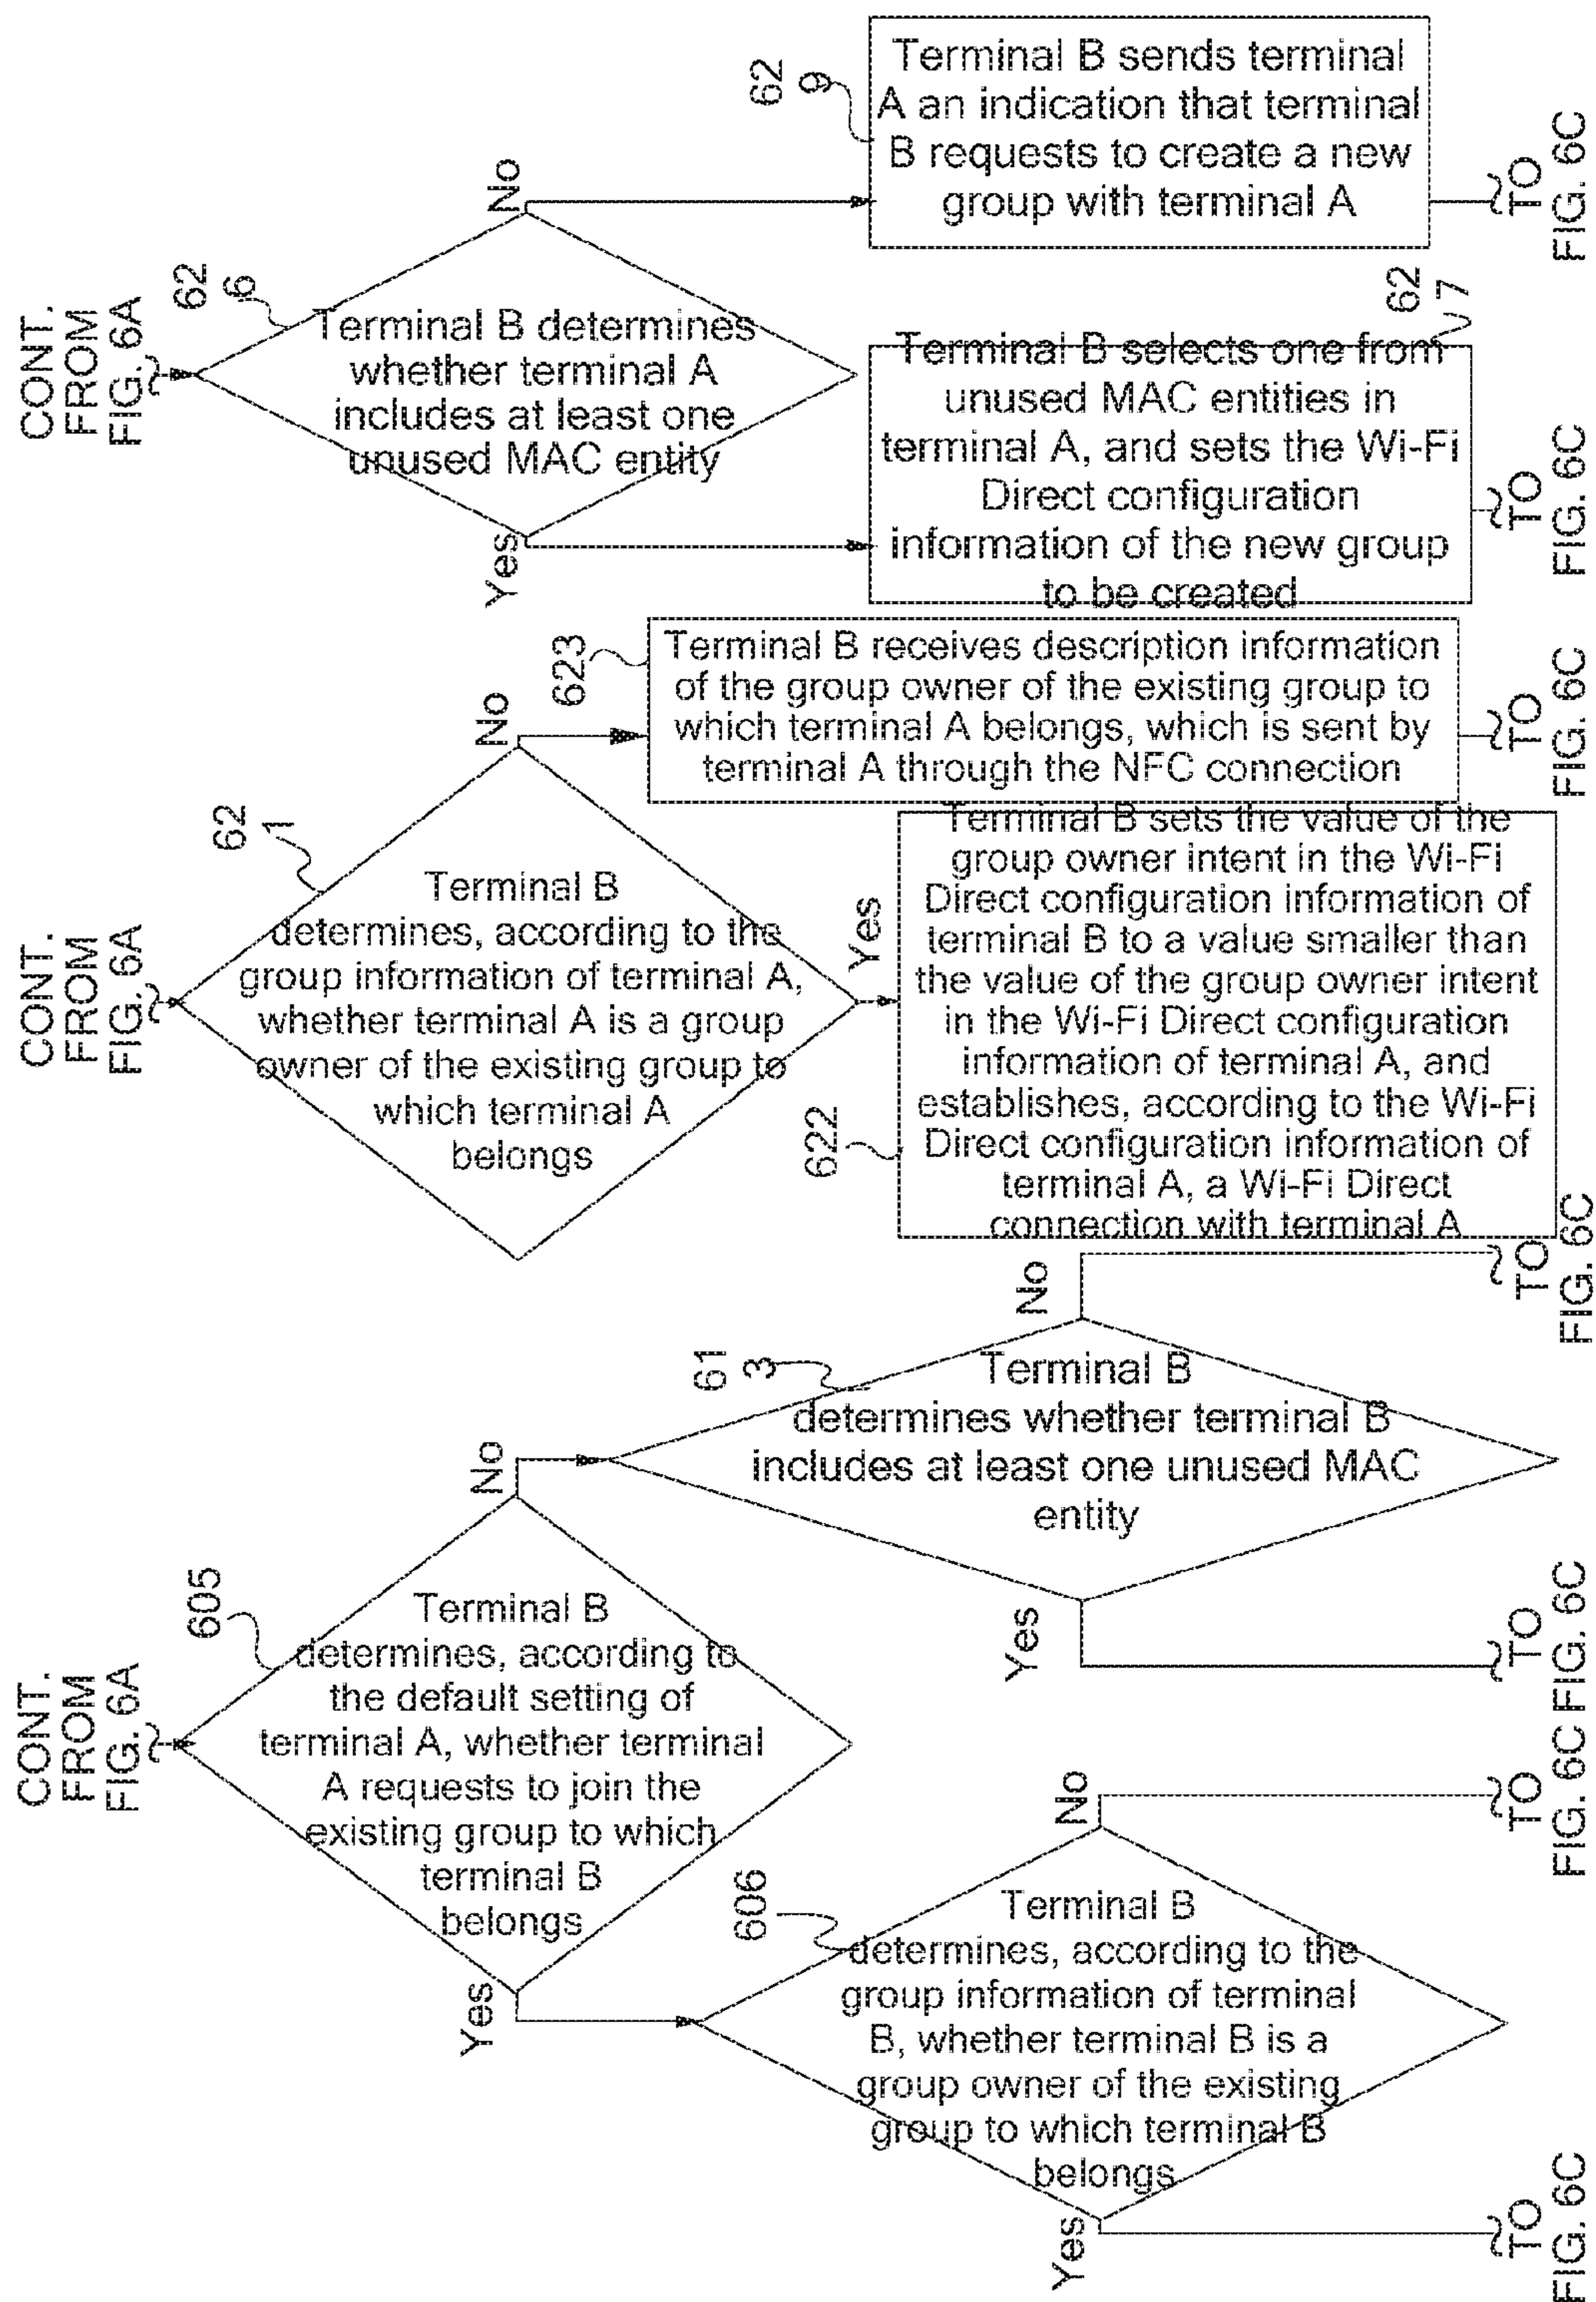 CONT.
FROM
FIG. 6A
62
6
Terminal B determines
whether terminal A
includes at least one
unused MAC entity
No
Yes
62
9
Terminal B sends terminal
A an indication that terminal
B requests to create a new
group with terminal A
TO
FIG. 6C
62
7
Terminal B selects one from
unused MAC entities in
terminal A, and sets the Wi-Fi
Direct configuration
information of the new group
to be created
TO
FIG. 6C
CONT.
FROM
FIG. 6A
62
1
Terminal B
determines, according to the
group information of terminal A,
whether terminal A is a group
owner of the existing group to
which terminal A
belongs
No
Yes
623
Terminal B receives description information
of the group owner of the existing group to
which terminal A belongs, which is sent by
terminal A through the NFC connection
TO
FIG. 6C
622
Terminal B sets the value of the
group owner intent in the Wi-Fi
Direct configuration information of
terminal B to a value smaller than
the value of the group owner intent
in the Wi-Fi Direct configuration
information of terminal A, and
establishes, according to the Wi-Fi
Direct configuration information of
terminal A, a Wi-Fi Direct
connection with terminal A
CONT.
FROM
FIG. 6A
605
Terminal B
determines, according to
the default setting of
terminal A, whether terminal
A requests to join the
existing group to which
terminal B
belongs
No
Yes
61
3
Terminal B
determines whether terminal B
includes at least one unused MAC
entity
No
TO
FIG. 6C
Yes
TO
FIG. 6C
606
Terminal B
determines, according to the
group information of terminal
B, whether terminal B is a
group owner of the existing
group to which terminal B
belongs
No
TO
FIG. 6C
Yes
TO
FIG. 6C